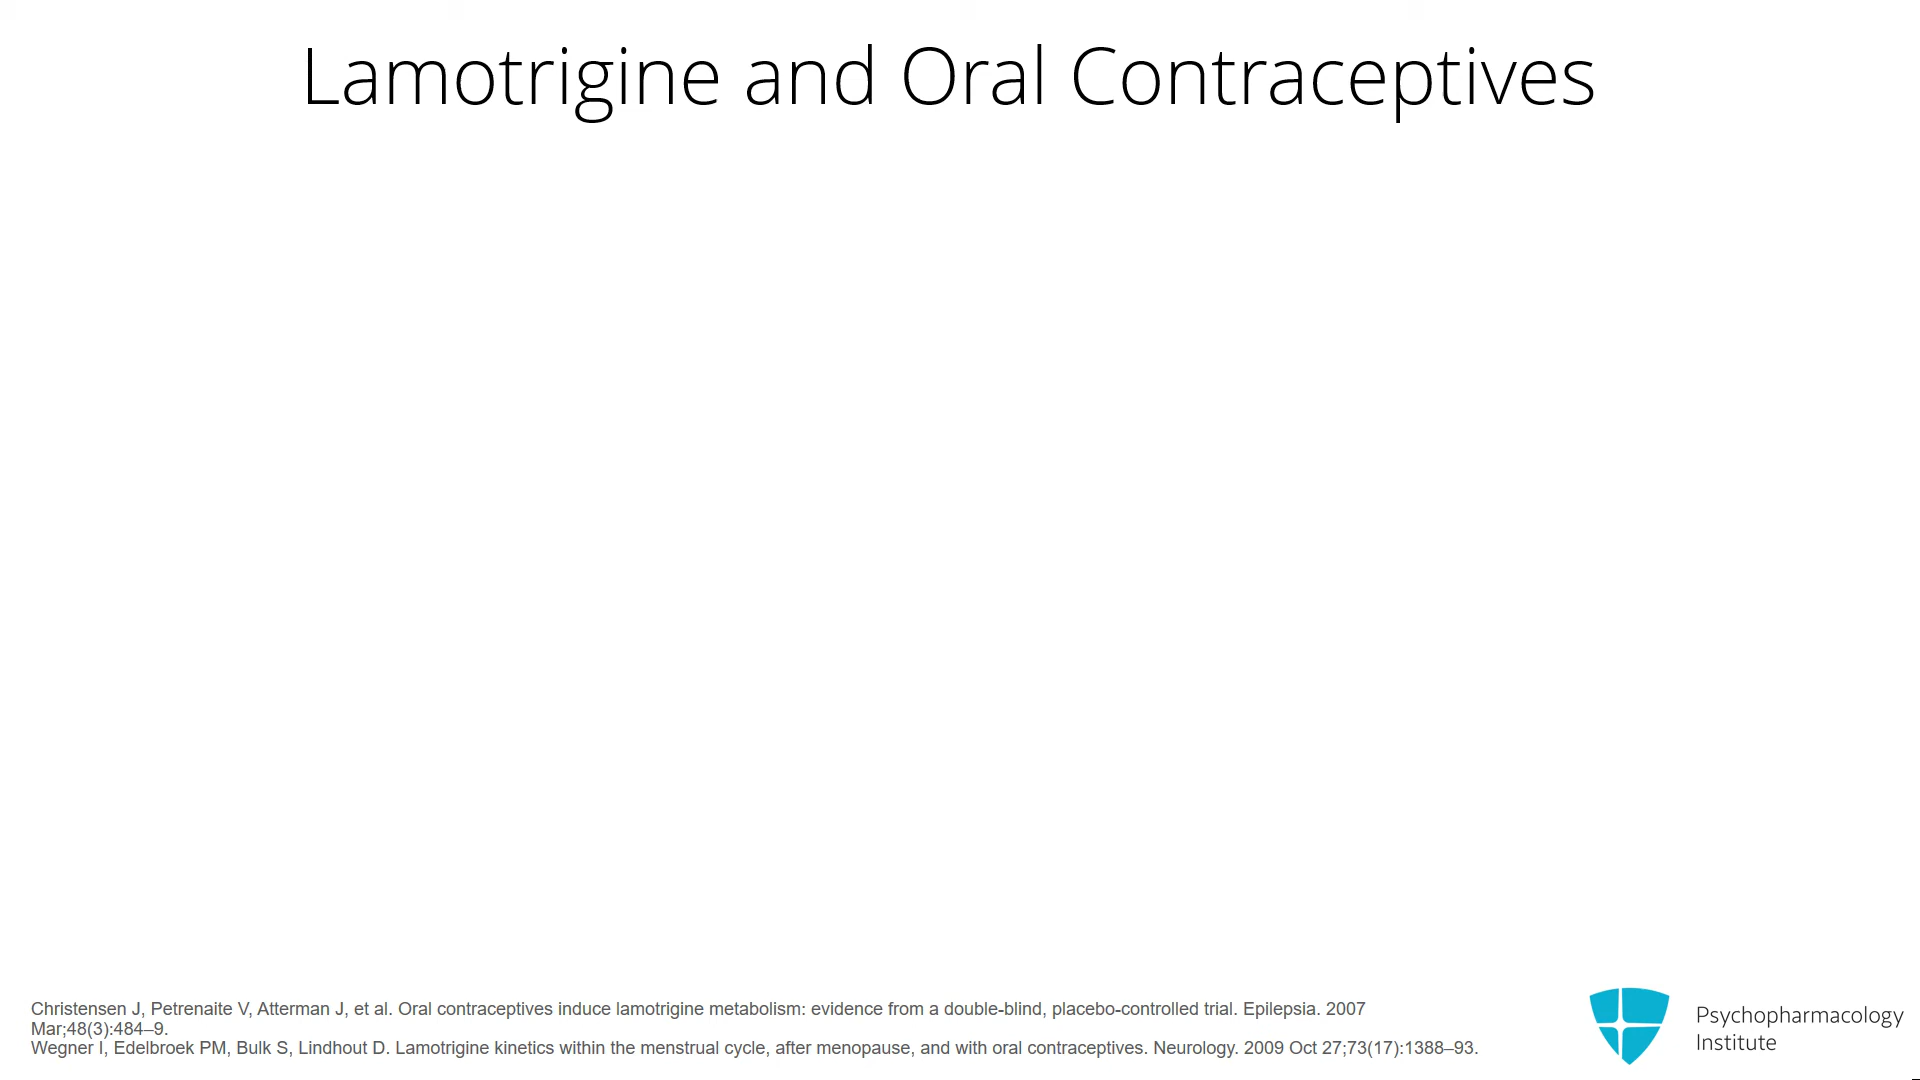 Lamotrigine and Oral Contraceptives
Christensen J, Petrenaite V, Atterman J, et al. Oral contraceptives induce lamotrigine metabolism: evidence from a double-blind, placebo-controlled trial. Epilepsia. 2007
Mar;48(3):484–9.
Wegner I, Edelbroek PM, Bulk S, Lindhout D. Lamotrigine kinetics within the menstrual cycle, after menopause, and with oral contraceptives. Neurology. 2009 Oct 27;73(17):1388–93.
Psychopharmacology
Institute